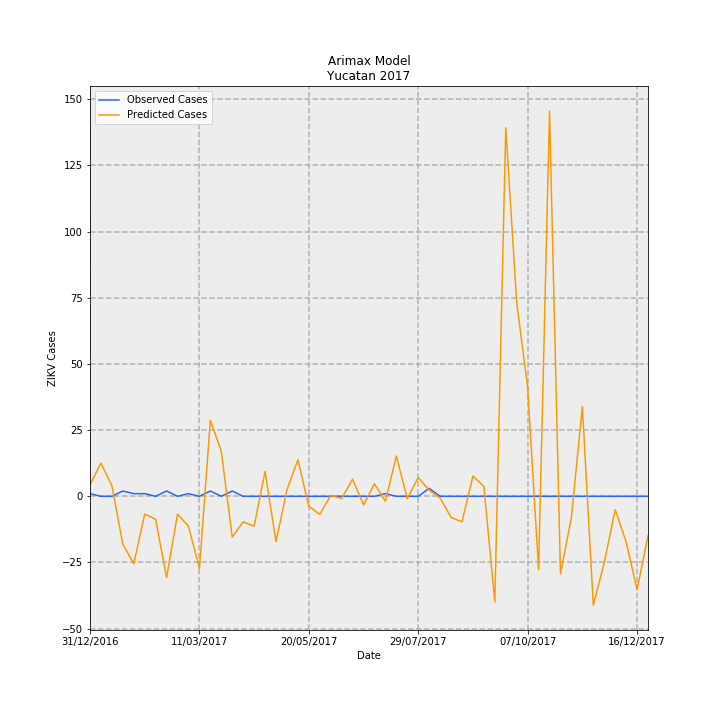 Arimax Model
Yucatan 2017
Observed Cases
Predicted Cases
150
125
100
75
50
25
0
−25
−50
ZIKV Cases
31/12/2016 11/03/2017 20/05/2017 29/07/2017 07/10/2017 16/12/2017
Date